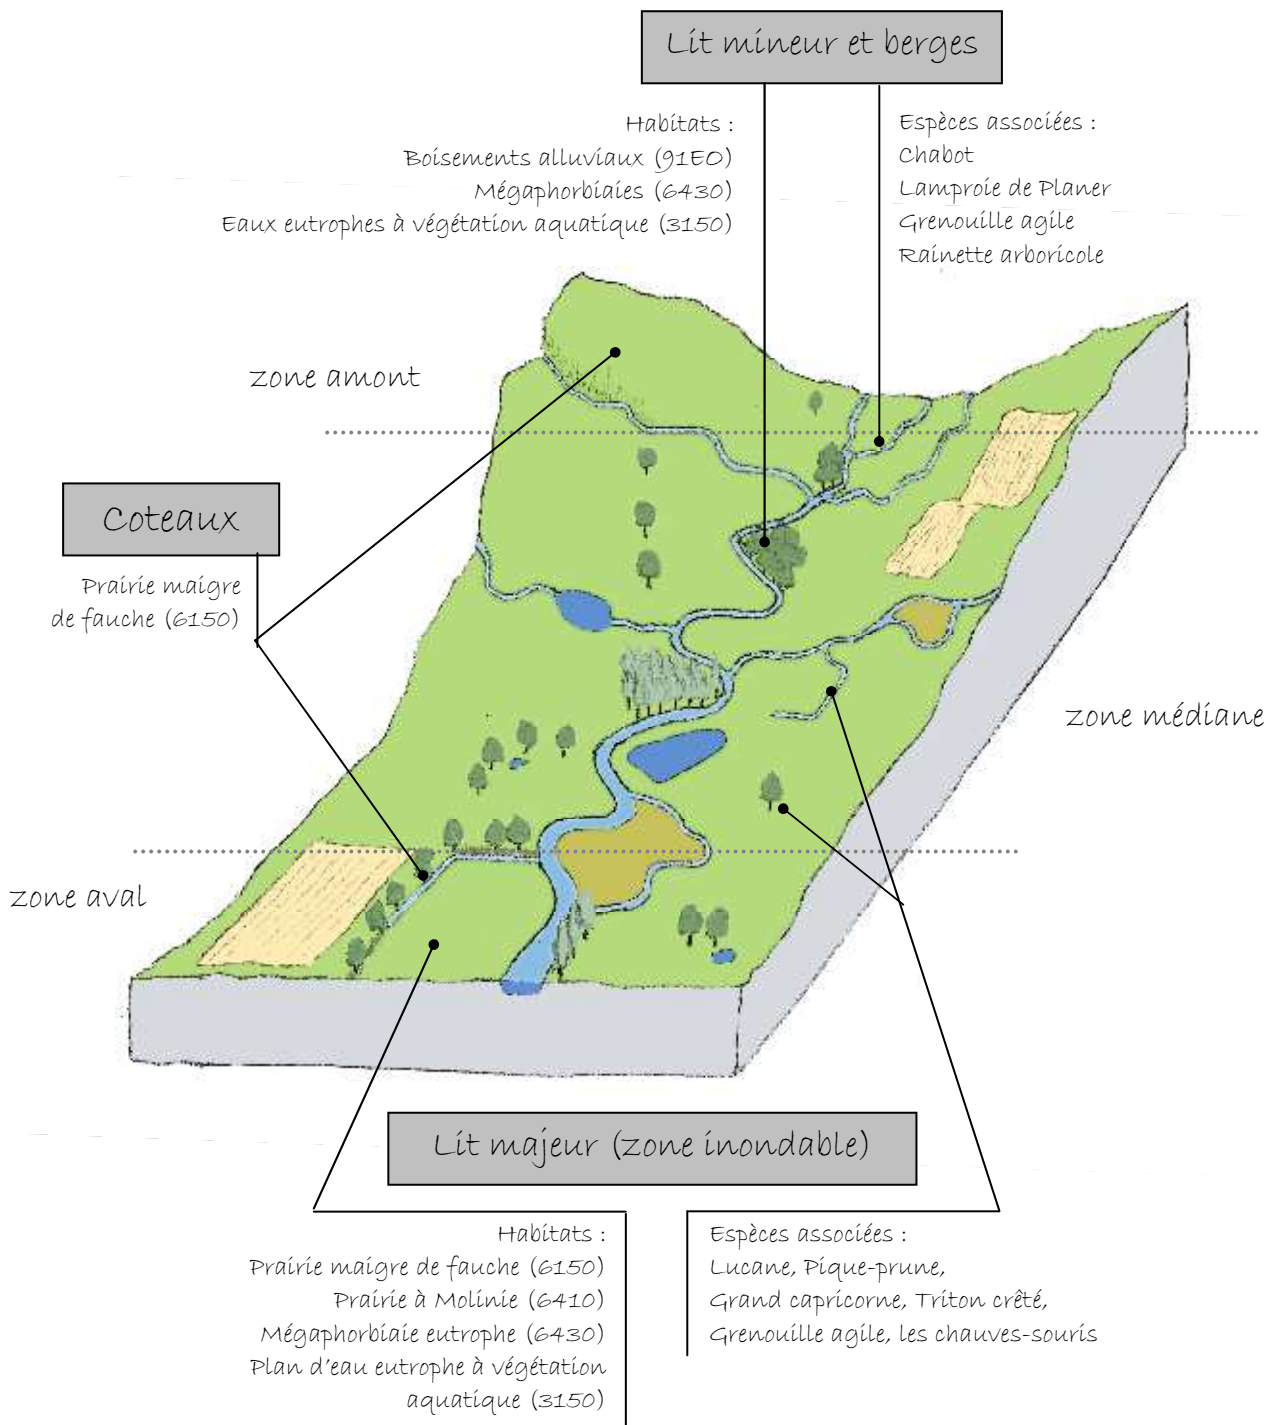 Lit mineur et berges
Habitats :
Boisements alluviaux (91E0)
Mégaphorbiaies (6430)
Eaux eutrophes à végétation aquatique (3150)
Espèces associées :
Chabot
Lamproie de Planer
Grenouille agile
Rainette arboricole
zone amont
Coteaux
Prairie maigre
de fauche (6150)
zone médiane
zone aval
Lit majeur (zone inondable)
Habitats :
Prairie maigre de fauche (6150)
Prairie à Molinie (6410)
Mégaphorbiaie eutrophe (6430)
Plan d'eau eutrophe à végétation
aquatique (3150)
Espèces associées :
Lucane, Pique-prune,
Grand capricorne, Triton crêté,
Grenouille agile, les chauves-souris